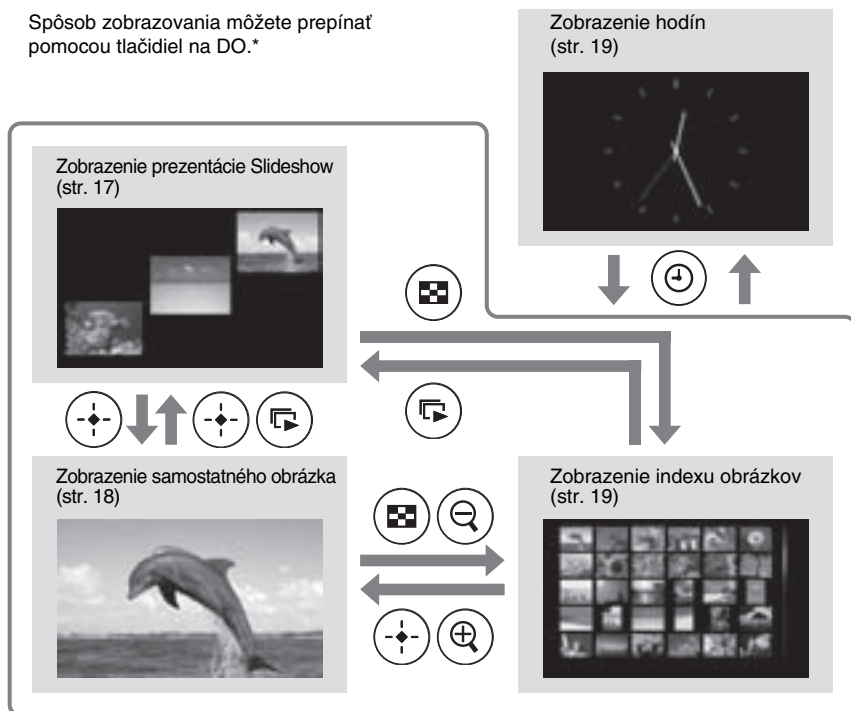 Spôsob zobrazovania môžete prepínať
pomocou tlačidiel na DO.*
Zobrazenie hodín
(str. 19)
Zobrazenie prezentácie Slideshow
(str. 17)
Zobrazenie samostatného obrázka
(str. 18)
Zobrazenie indexu obrázkov
(str. 19)